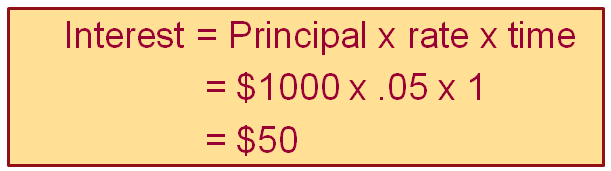 Interest = Principal x rate x time
= $1000 x .05 x 1
= $50